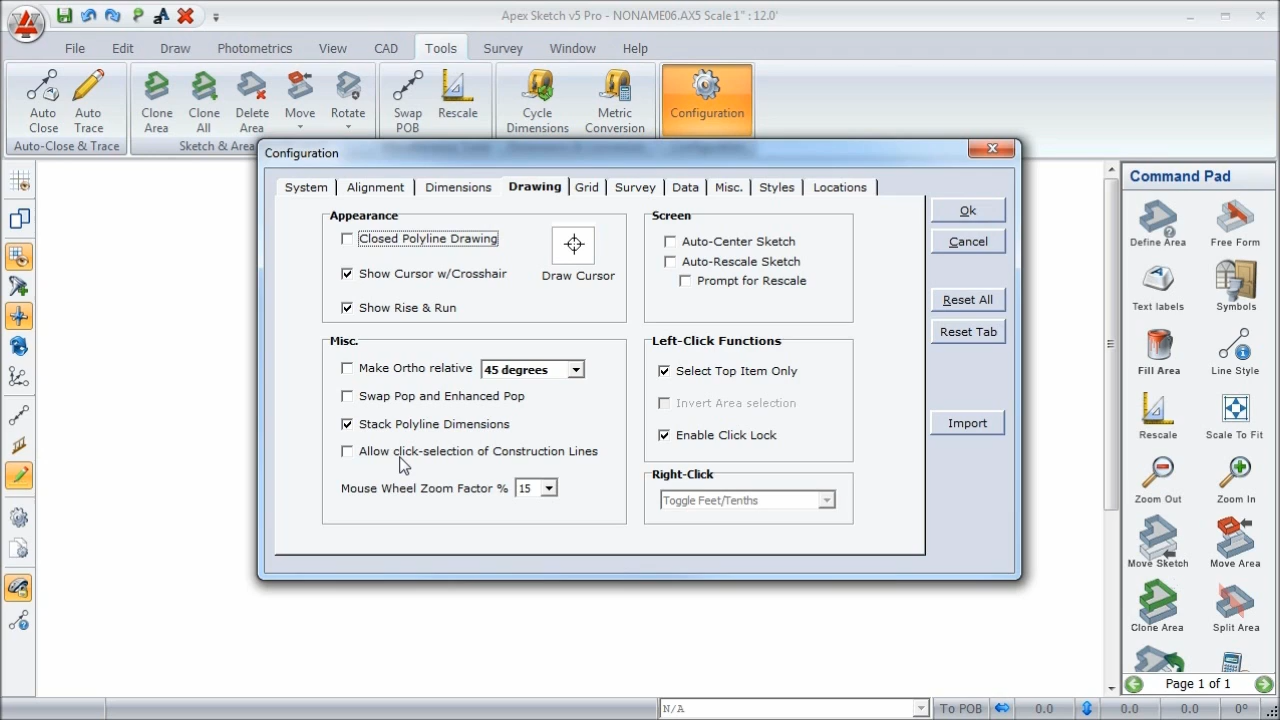 Apex Sketch v5 Pro - NONAME06.AX5 Scale 1" : 12.0'
File Edit Draw Photometrics View CAD Tools Survey Window Help
Auto Close
Auto Trace
Clone Area
Clone All
Delete Area
Move
Rotate
Swap POB
Rescale
Cycle Dimensions
Metric Conversion
Configuration
Auto-Close & Trace
Sketch & Area
Configuration
System Alignment Dimensions Drawing Grid Survey Data Misc. Styles Locations
Appearance
Closed Polyline Drawing
Show Cursor w/Crosshair
Draw Cursor
Show Rise & Run
Screen
Auto-Center Sketch
Auto-Rescale Sketch
Prompt for Rescale
Misc.
Make Ortho relative 45 degrees
Swap Pop and Enhanced Pop
Stack Polyline Dimensions
Allow click-selection of Construction Lines
Mouse Wheel Zoom Factor % 15
Left-Click Functions
Select Top Item Only
Invert Area selection
Enable Click Lock
Right-Click
Toggle Feet/Tenths
Ok
Cancel
Reset All
Reset Tab
Import
Command Pad
Define Area Free Form
Text labels Symbols
Fill Area Line Style
Rescale Scale To Fit
Zoom Out Zoom In
Move Sketch Move Area
Clone Area Split Area
Page 1 of 1
N/A To POB 0.0 0.0 0.0 0°